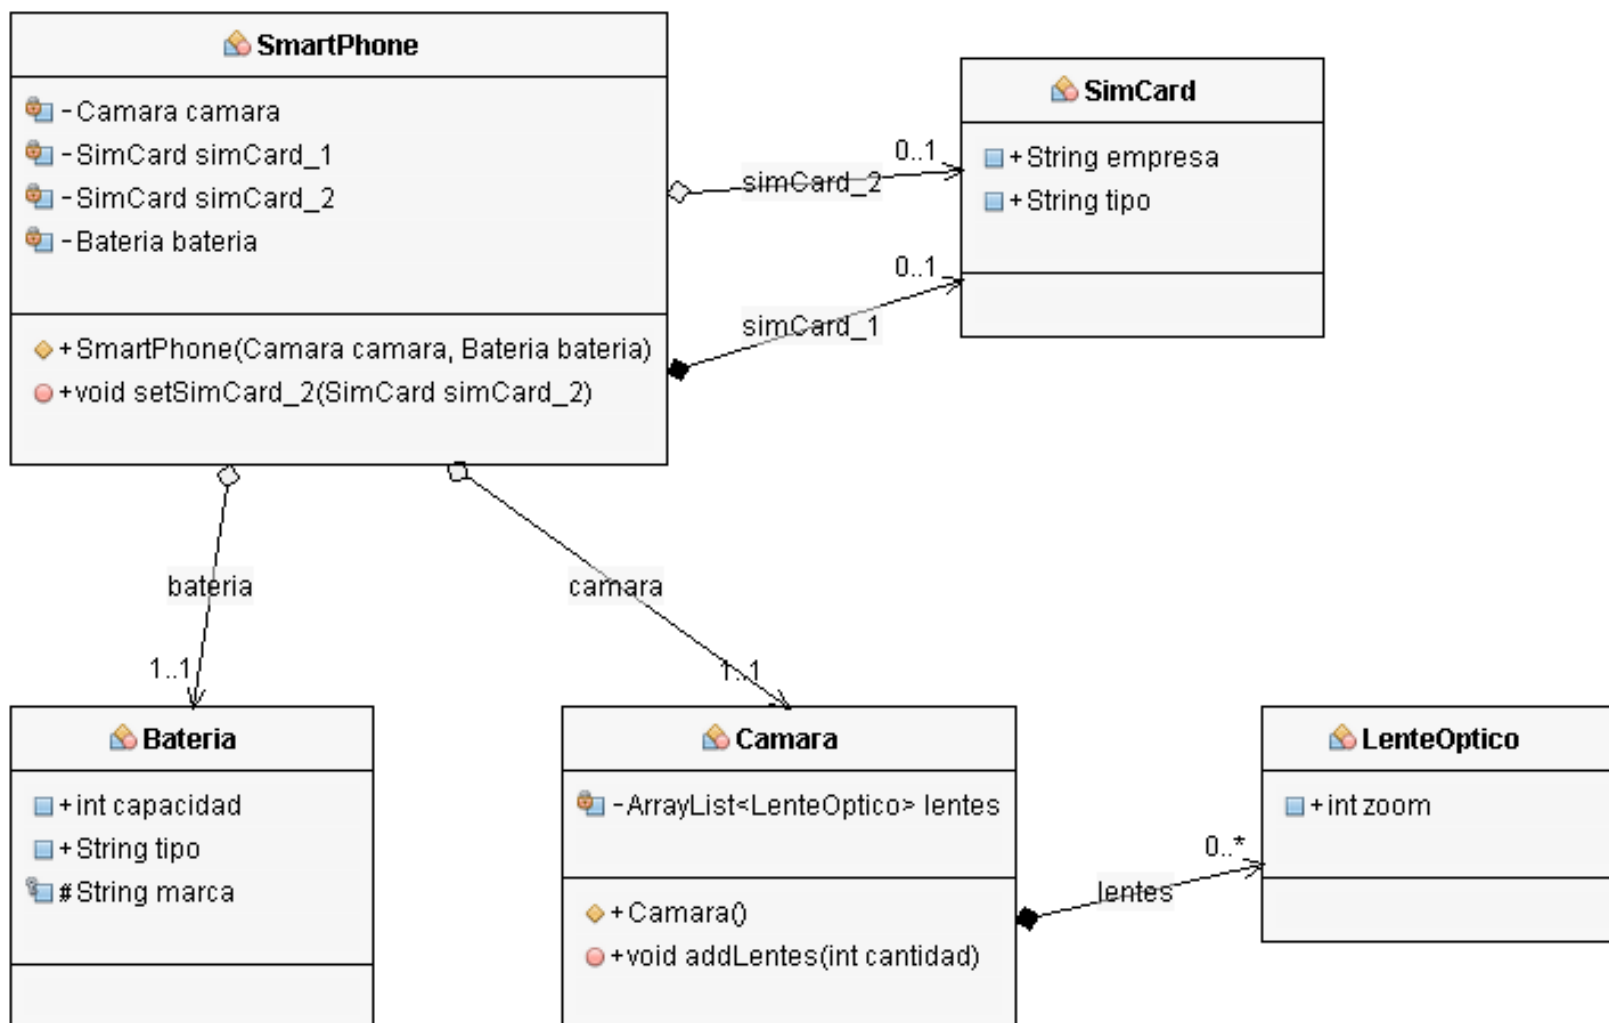 SmartPhone
-Camara camara
-SimCard simCard_1
-SimCard simCard_2
-Bateria bateria
+SmartPhone(Camara camara, Bateria bateria)
+void setSimCard_2(SimCard simCard_2)
SimCard
+String empresa
+String tipo
0..1
simCard_2
0..1
simCard_1
bateria
1..1
camara
1..1
Bateria
+int capacidad
+String tipo
#String marca
Camara
-ArrayList<LenteOptico> lentes
+Camara()
+void addLentes(int cantidad)
0..*
lentes
LenteOptico
+int zoom